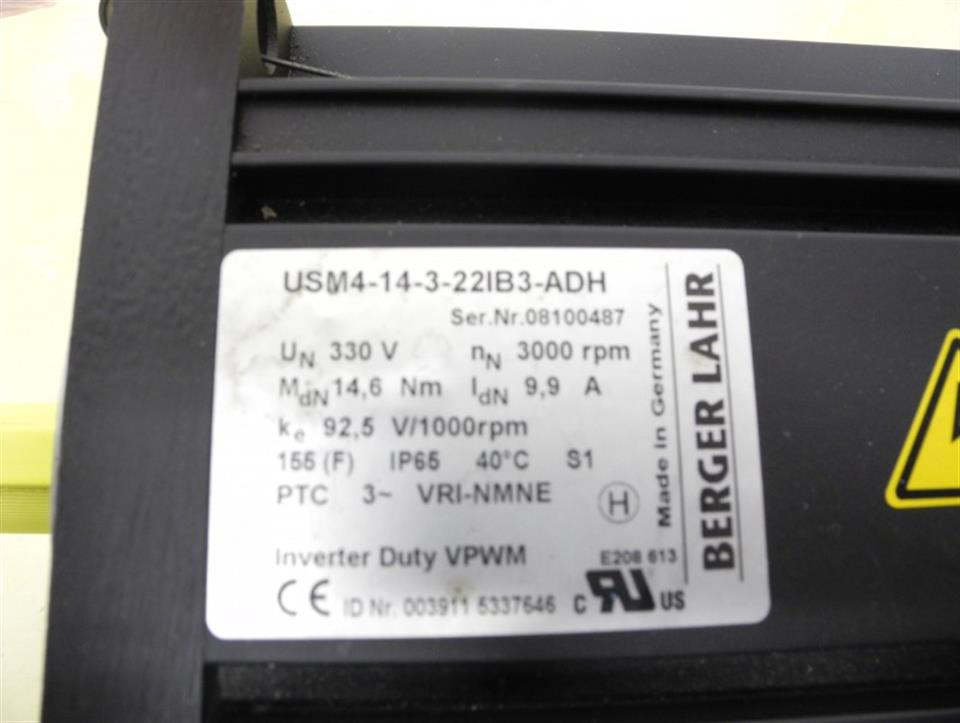 USM4-14-3-22IB3-ADH
Ser.Nr.08100487
UN 330 V nN 3000 rpm
MdN 14,6 Nm IdN 9,9 A
ke 92,5 V/1000rpm
155 (F) IP65 40°C S1
PTC 3~ VRI-NMNE
H
Inverter Duty VPWM
E208 613
CE ID Nr. 003911 5337646 C RU US
Made in Germany
BERGER LAHR